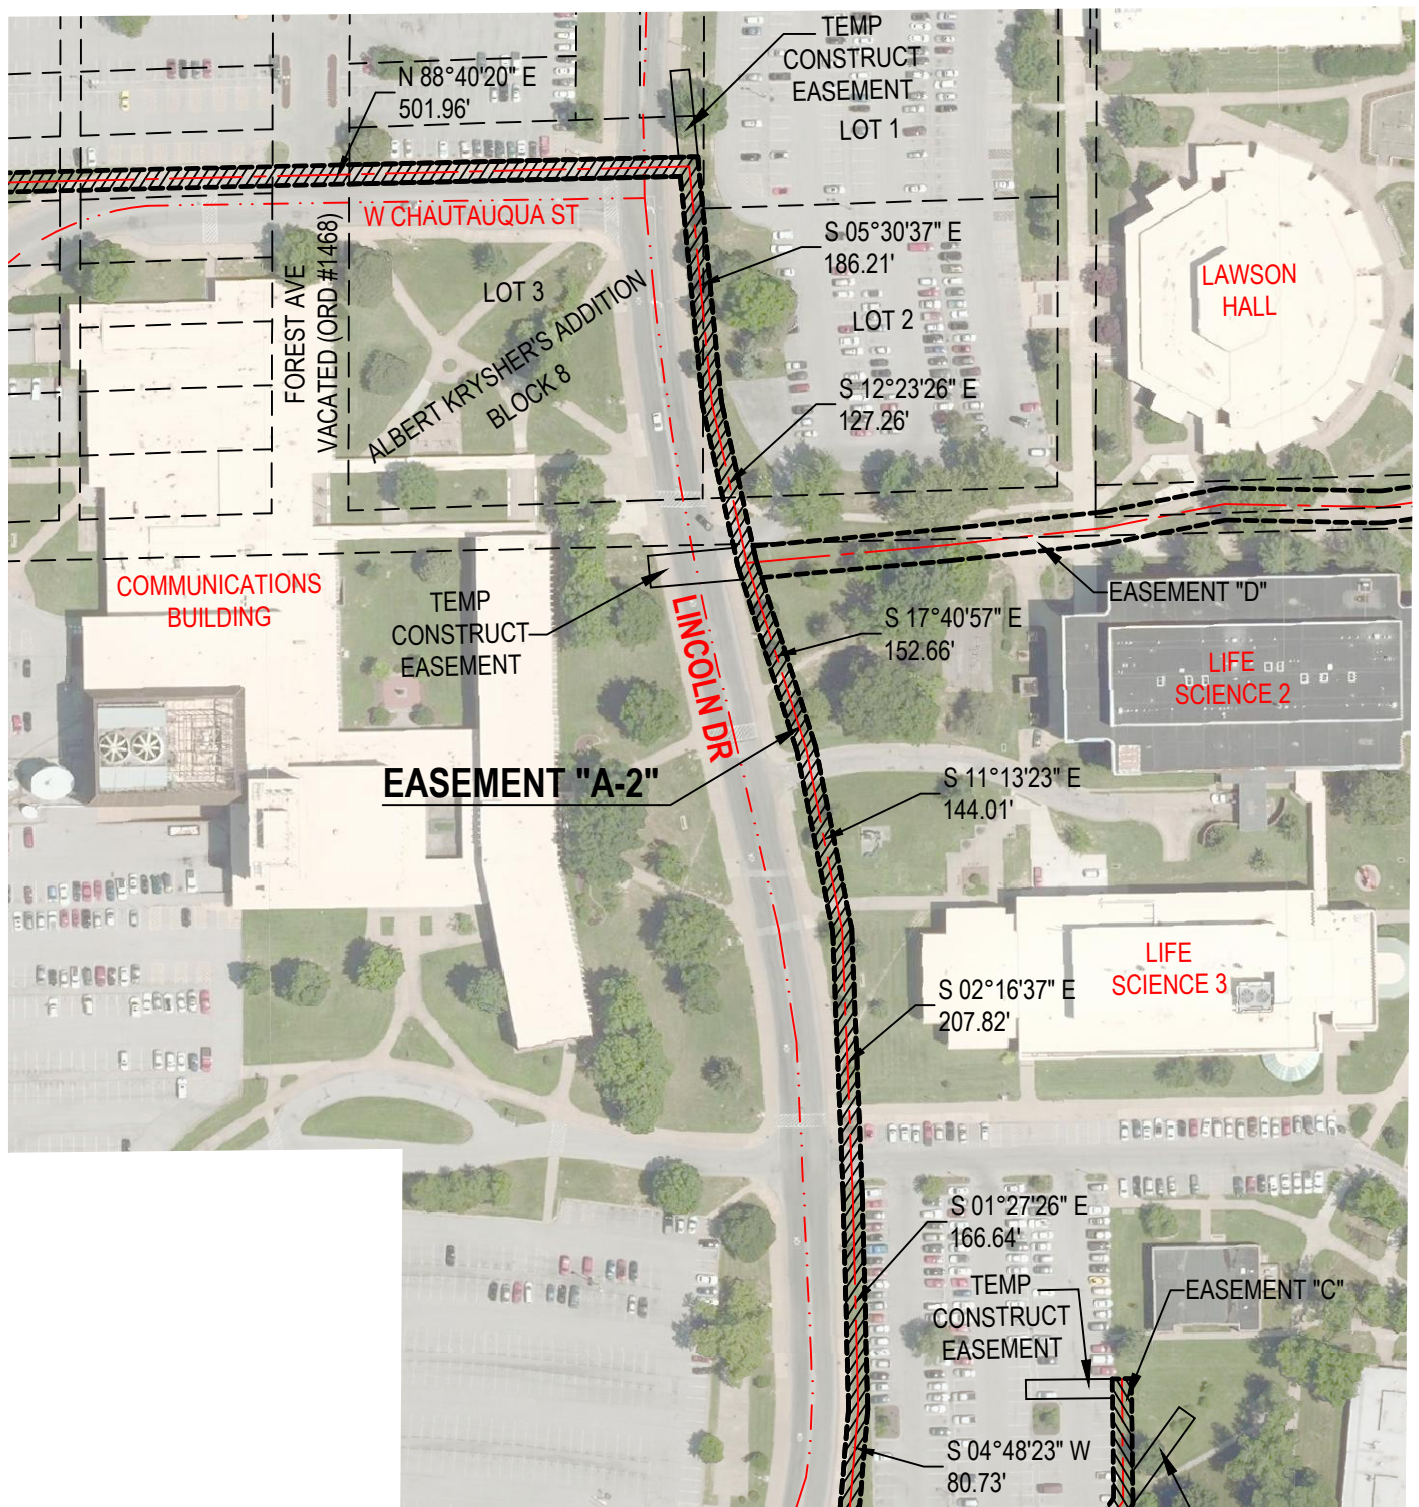 TEMP
CONSTRUCT
EASEMENT
N 88°40'20" E
501.96'
LOT 1
W CHAUTAUQUA ST
S 05°30'37" E
186.21'
LAWSON
HALL
FOREST AVE
VACATED (ORD #1468)
LOT 3
ALBERT KRYSHER'S ADDITION
BLOCK 8
LOT 2
S 12°23'26" E
127.26'
COMMUNICATIONS
BUILDING
TEMP
CONSTRUCT
EASEMENT
LINCOLN DR
EASEMENT "D"
S 17°40'57" E
152.66'
LIFE
SCIENCE 2
EASEMENT "A-2"
S 11°13'23" E
144.01'
LIFE
SCIENCE 3
S 02°16'37" E
207.82'
S 01°27'26" E
166.64'
TEMP
CONSTRUCT
EASEMENT
EASEMENT "C"
S 04°48'23" W
80.73'